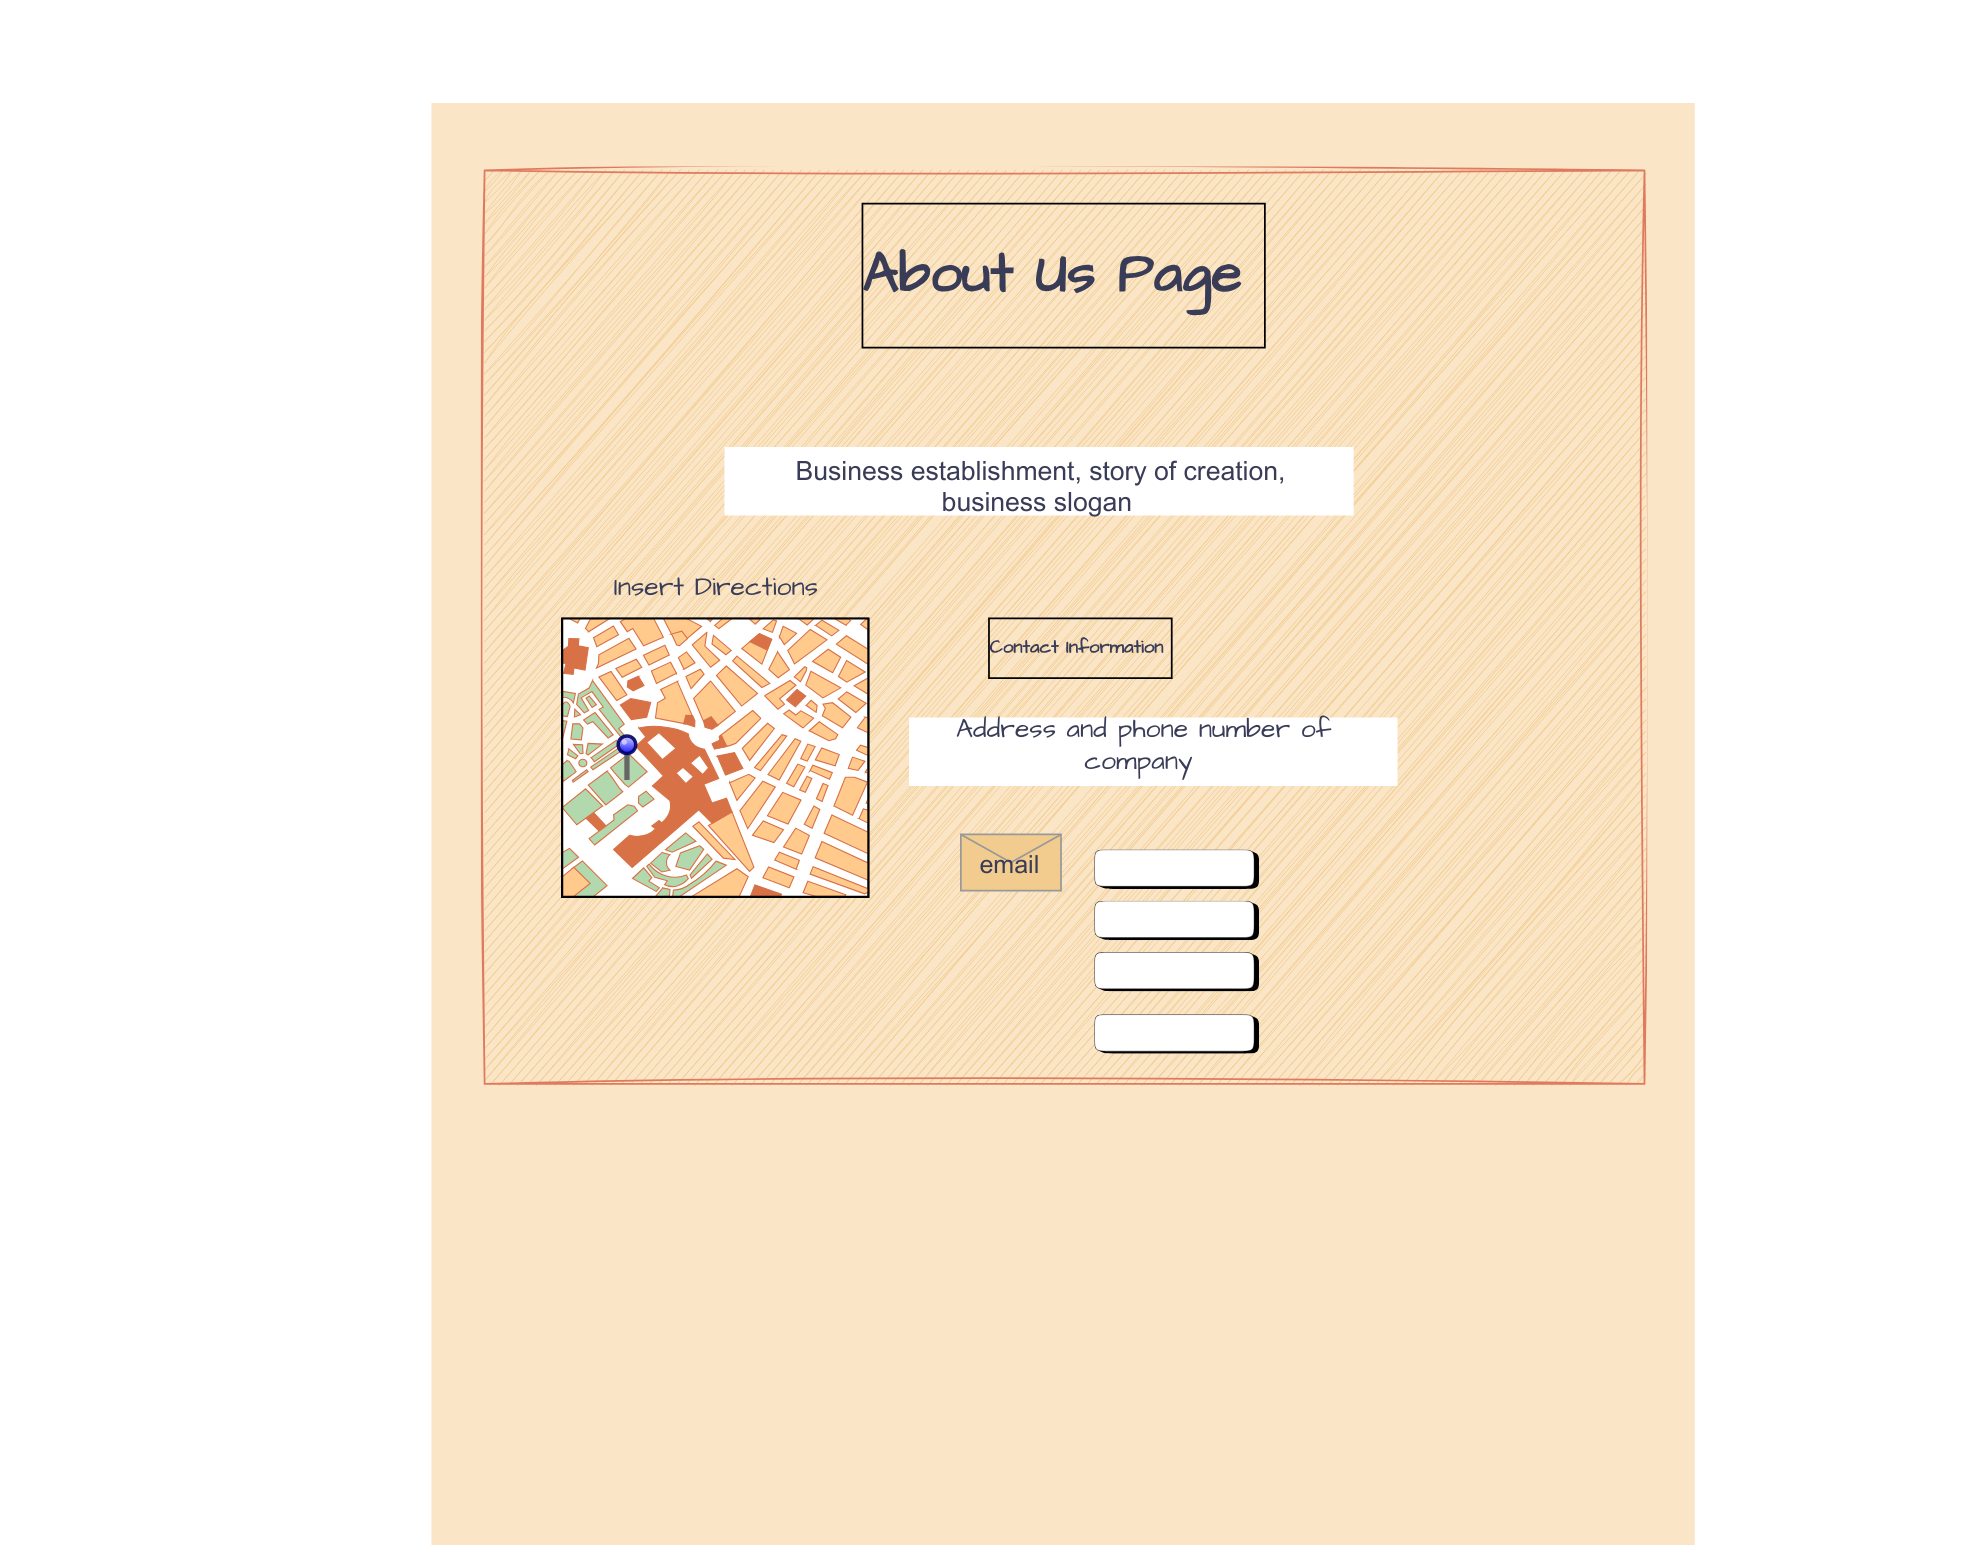 About Us Page
Business establishment, story of creation,
business slogan
Insert Directions
Contact Information
Address and phone number of
company
email